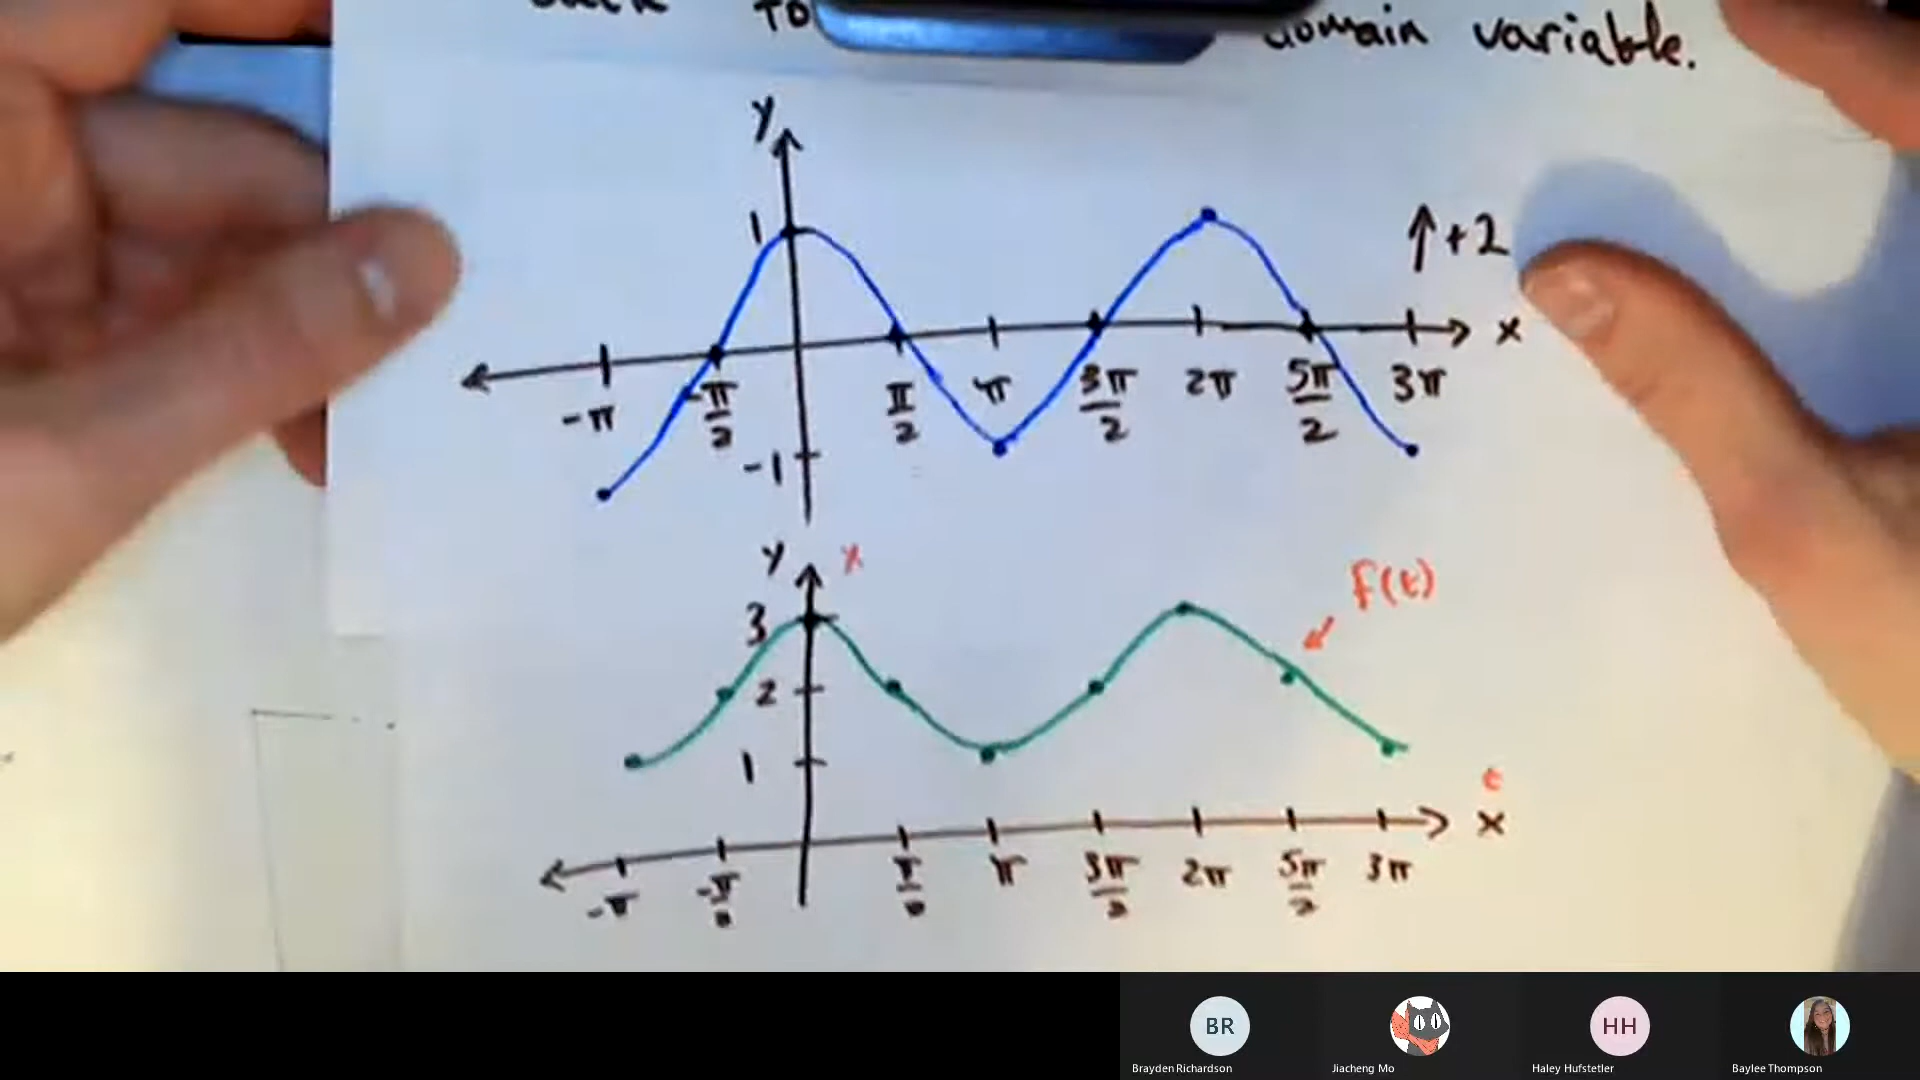 To domain variable.
y
1
↑+2
x
-π -π/2 π/2 π 3π/2 2π 5π/2 3π
-1
y x
f(t)
3
2
1
t
x
-π π 3π/2 2π 5π/2 3π
BR HH
Brayden Richardson Jiacheng Mo Haley Hufstetler Baylee Thompson